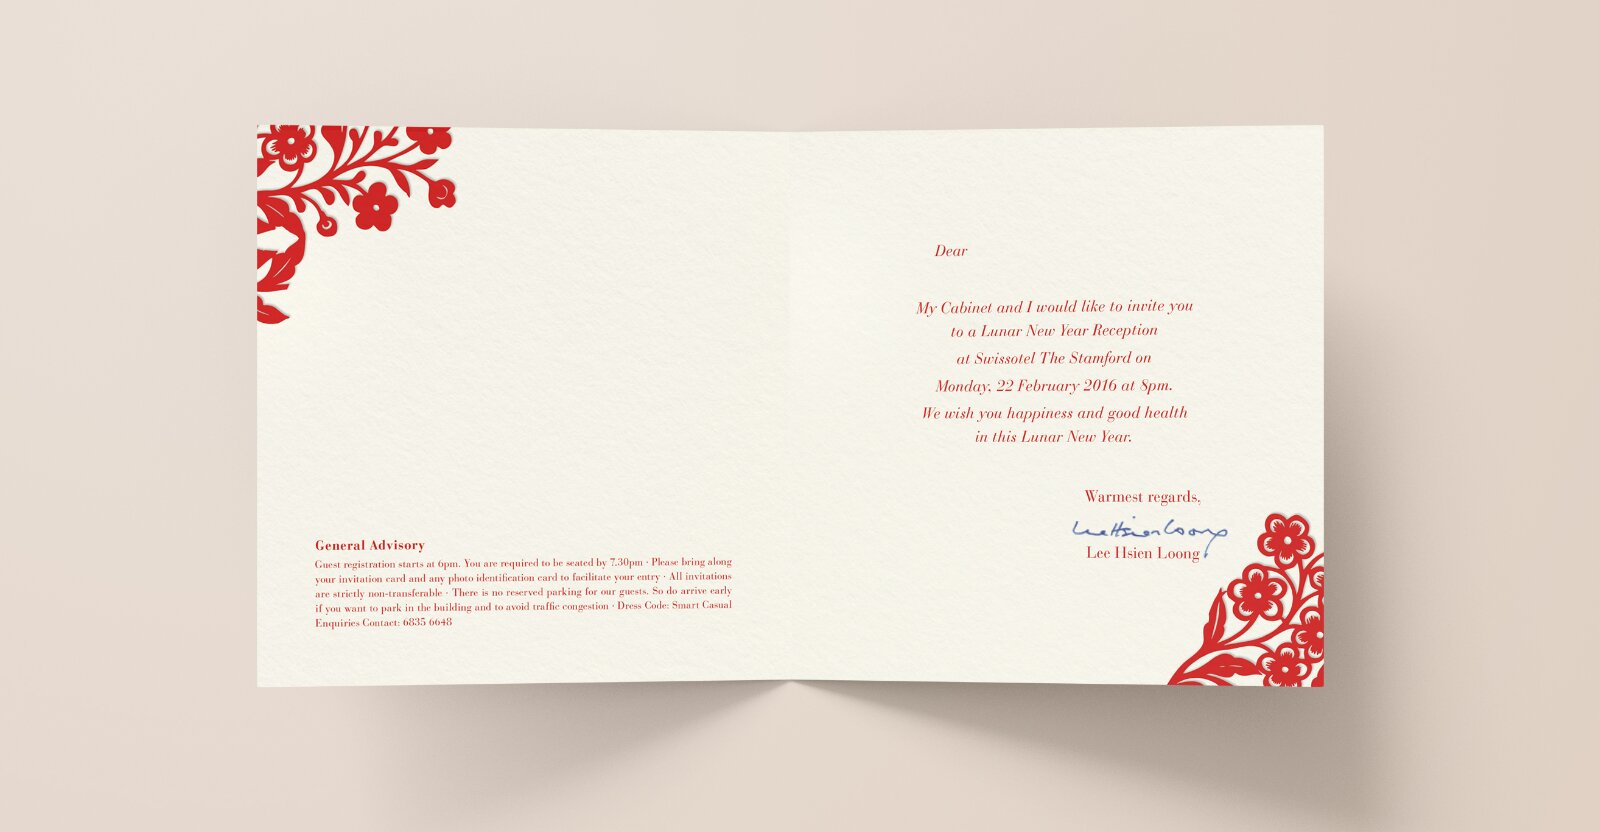 General Advisory
Guest registration starts at 6pm. You are required to be seated by 7.30pm · Please bring along
your invitation card and any photo identification card to facilitate your entry · All invitations
are strictly non-transferable · There is no reserved parking for our guests. So do arrive early
if you want to park in the building and to avoid traffic congestion · Dress Code: Smart Casual
Enquiries Contact: 6835 6648
Dear
My Cabinet and I would like to invite you
to a Lunar New Year Reception
at Swissotel The Stamford on
Monday, 22 February 2016 at 8pm.
We wish you happiness and good health
in this Lunar New Year.
Warmest regards,
Lee Hsien Loong
Lee Hsien Loong